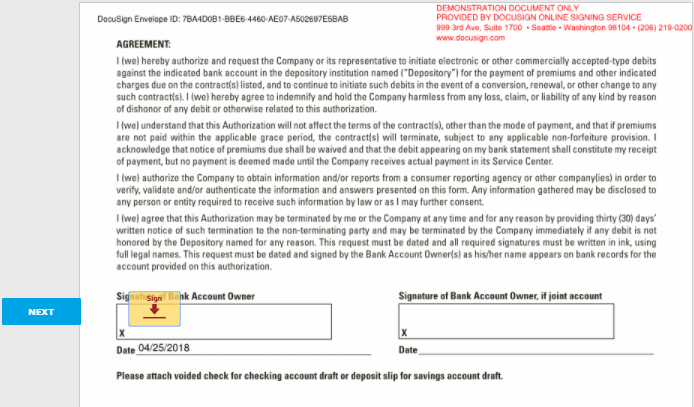 DocuSign Envelope ID: 7BA4D0B1-BBE6-4460-AE07-A502697E5BAB
DEMONSTRATION DOCUMENT ONLY
PROVIDED BY DOCUSIGN ONLINE SIGNING SERVICE
999 3rd Ave, Suite 1700 • Seattle • Washington 98104 • (206) 219-0200
www.docusign.com
AGREEMENT:
I (we) hereby authorize and request the Company or its representative to initiate electronic or other commercially accepted-type debits
against the indicated bank account in the depository institution named ("Depository") for the payment of premiums and other indicated
charges due on the contract(s) listed, and to continue to initiate such debits in the event of a conversion, renewal, or other change to any
such contract(s). I (we) hereby agree to indemnify and hold the Company harmless from any loss, claim, or liability of any kind by reason
of dishonor of any debit or otherwise related to this authorization.
I (we) understand that this Authorization will not affect the terms of the contract(s), other than the mode of payment, and that if premiums
are not paid within the applicable grace period, the contract(s) will terminate, subject to any applicable non-forfeiture provision. I
acknowledge that notice of premiums due shall be waived and that the debit appearing on my bank statement shall constitute my receipt
of payment, but no payment is deemed made until the Company receives actual payment in its Service Center.
I (we) authorize the Company to obtain information and/or reports from a consumer reporting agency or other company(ies) in order to
verify, validate and/or authenticate the information and answers presented on this form. Any information gathered may be disclosed to
any person or entity required to receive such information by law or as I may further consent.
I (we) agree that this Authorization may be terminated by me or the Company at any time and for any reason by providing thirty (30) days'
written notice of such termination to the non-terminating party and may be terminated by the Company immediately if any debit is not
honored by the Depository named for any reason. This request must be dated and all required signatures must be written in ink, using
full legal names. This request must be dated and signed by the Bank Account Owner(s) as his/her name appears on bank records for the
account provided on this authorization.
Signature of Bank Account Owner
Sign
X
Date 04/25/2018
Signature of Bank Account Owner, if joint account
X
Date
NEXT
Please attach voided check for checking account draft or deposit slip for savings account draft.